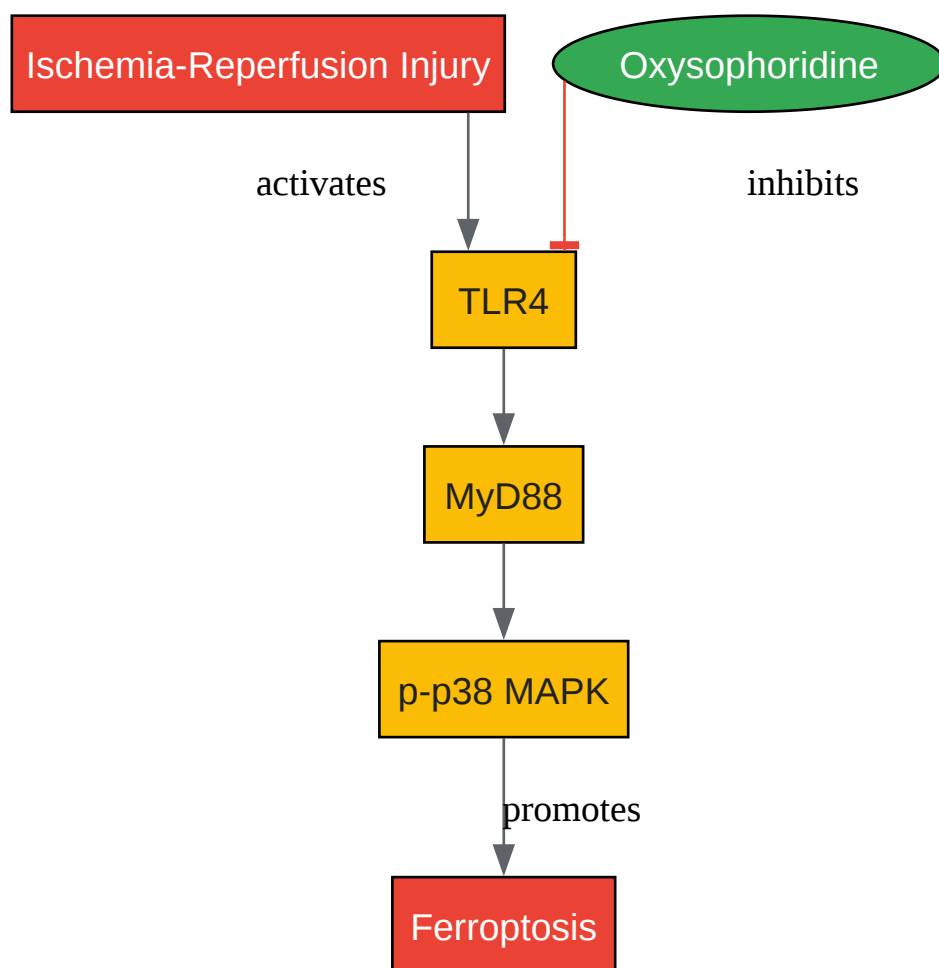 Ischemia-Reperfusion Injury
Oxysophoridine
activates
inhibits
TLR4
MyD88
p-p38 MAPK
promotes
Ferroptosis